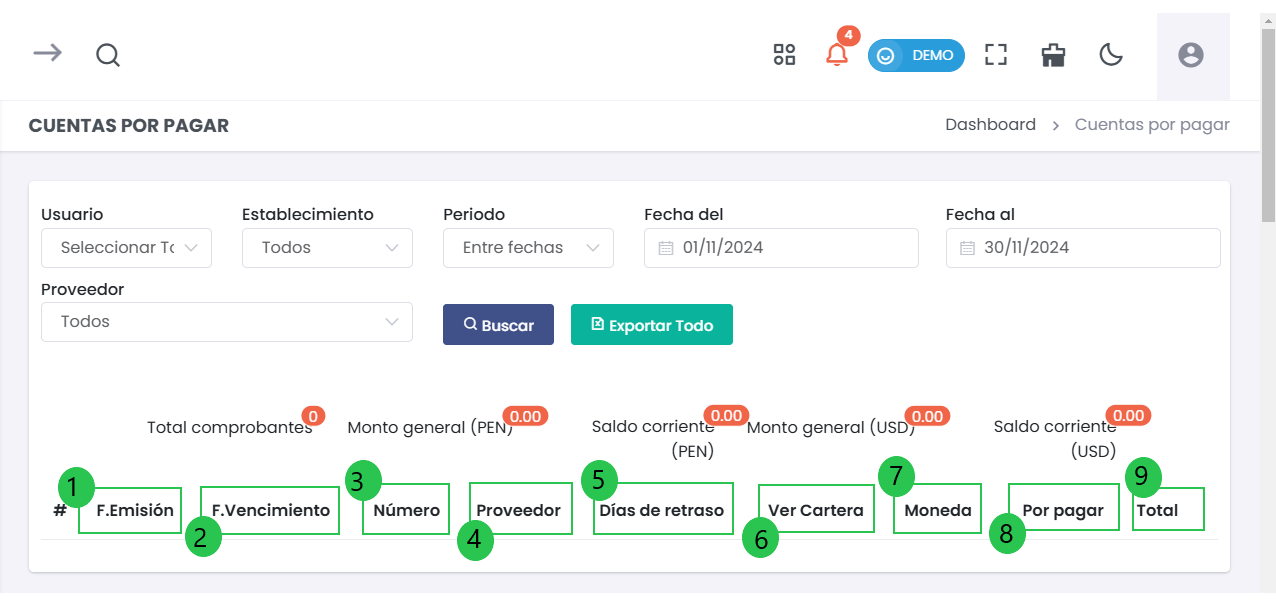 4
DEMO
CUENTAS POR PAGAR
Dashboard > Cuentas por pagar
Usuario Establecimiento Periodo Fecha del Fecha al
Seleccionar To Todos Entre fechas 01/11/2024 30/11/2024
Proveedor
Todos Buscar Exportar Todo
Total comprobantes 0 Monto general (PEN) 0.00 Saldo corriente (PEN) 0.00 Monto general (USD) 0.00 Saldo corriente (USD) 0.00
1 2 3 4 5 6 7 8 9
# F.Emisión F.Vencimiento Número Proveedor Días de retraso Ver Cartera Moneda Por pagar Total